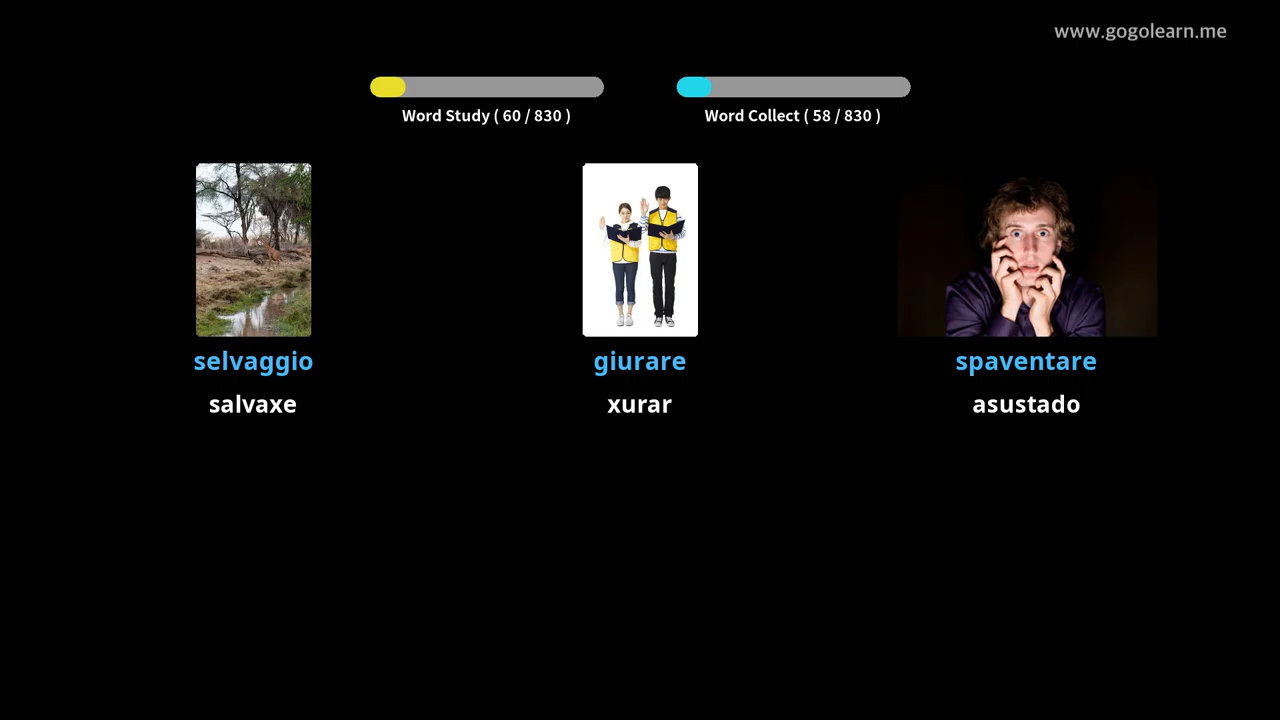 www.gogolearn.me
Word Study ( 60 / 830 )
Word Collect ( 58 / 830 )
selvaggio
giurare
spaventare
salvaxe
xurar
asustado